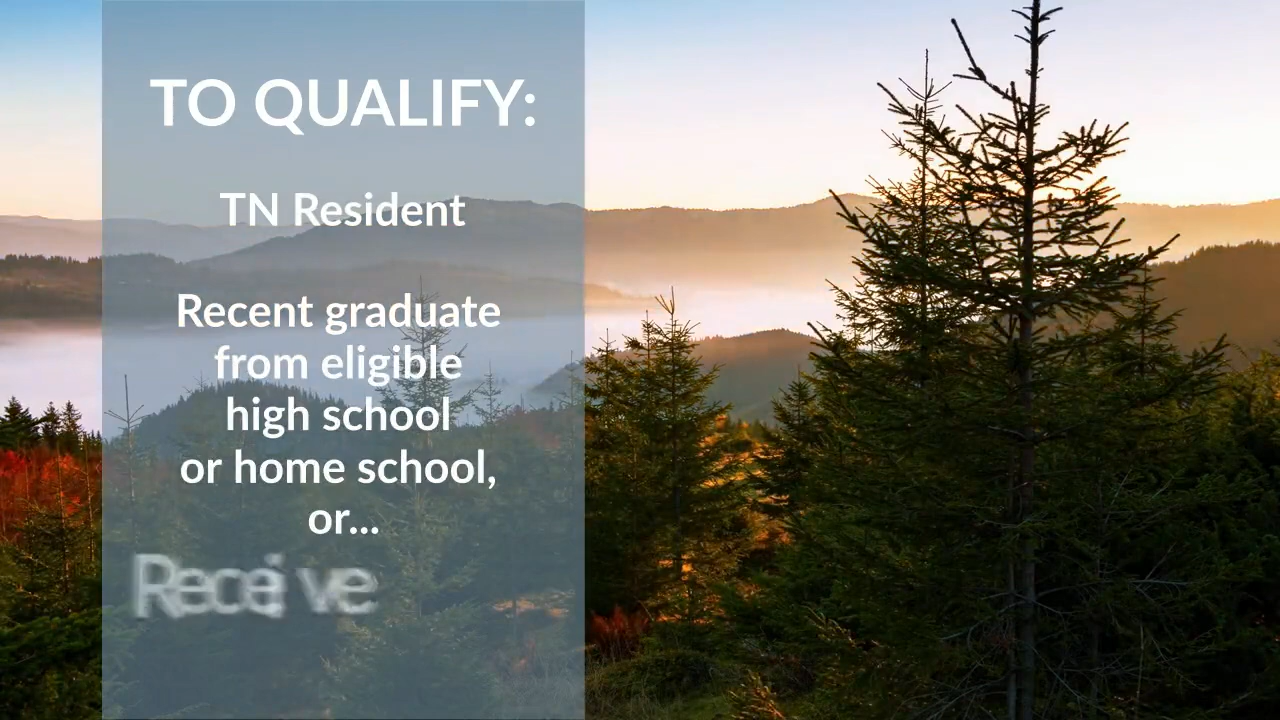 TO QUALIFY:
TN Resident
Recent graduate
from eligible
high school
or home school,
or...
Receive